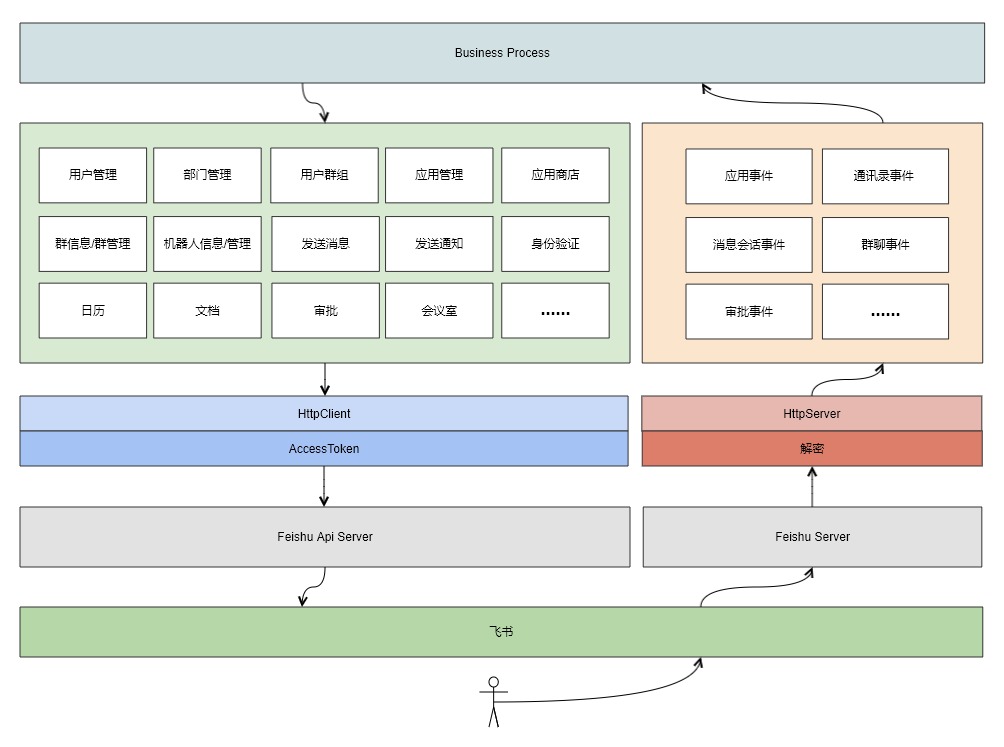 Business Process
用户管理
部门管理
用户群组
应用管理
应用商店
群信息/群管理
机器人信息/管理
发送消息
发送通知
身份验证
日历
文档
审批
会议室
......
应用事件
通讯录事件
消息会话事件
群聊事件
审批事件
......
HttpClient
AccessToken
HttpServer
解密
Feishu Api Server
Feishu Server
飞书